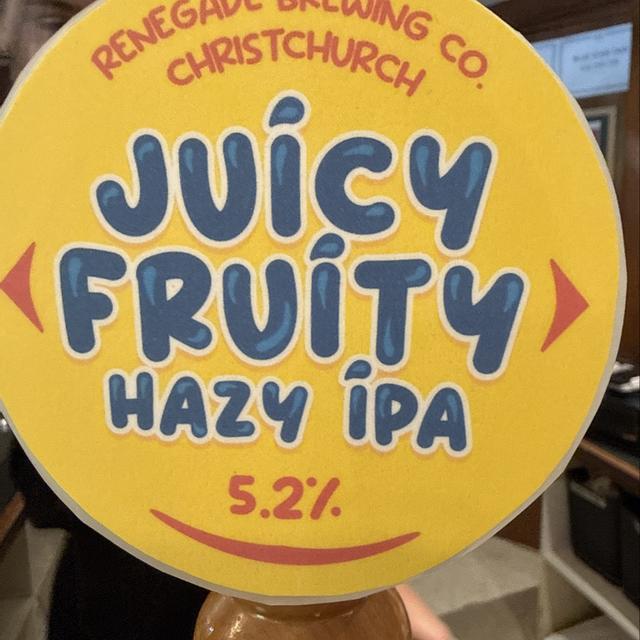 RENEGADE BREWING CO.
CHRISTCHURCH
JUICY
FRUITY
HAZY IPA
5.2%